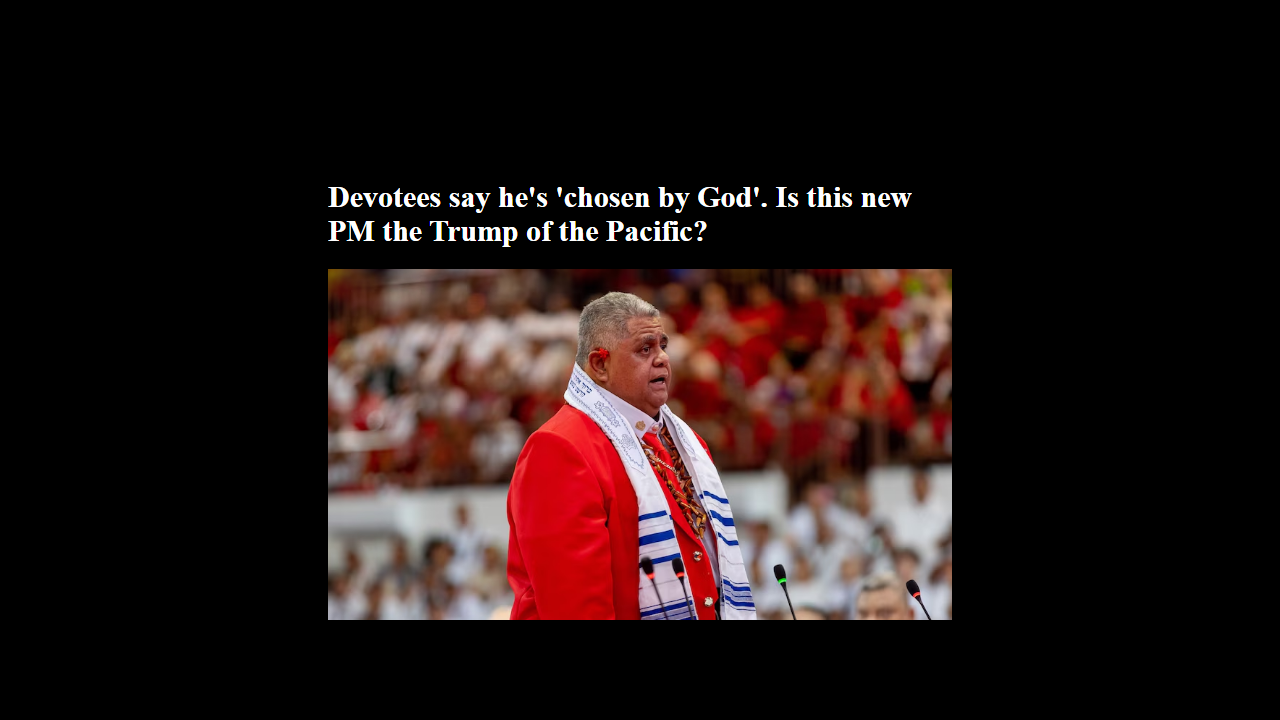 Devotees say he's 'chosen by God'. Is this new
PM the Trump of the Pacific?